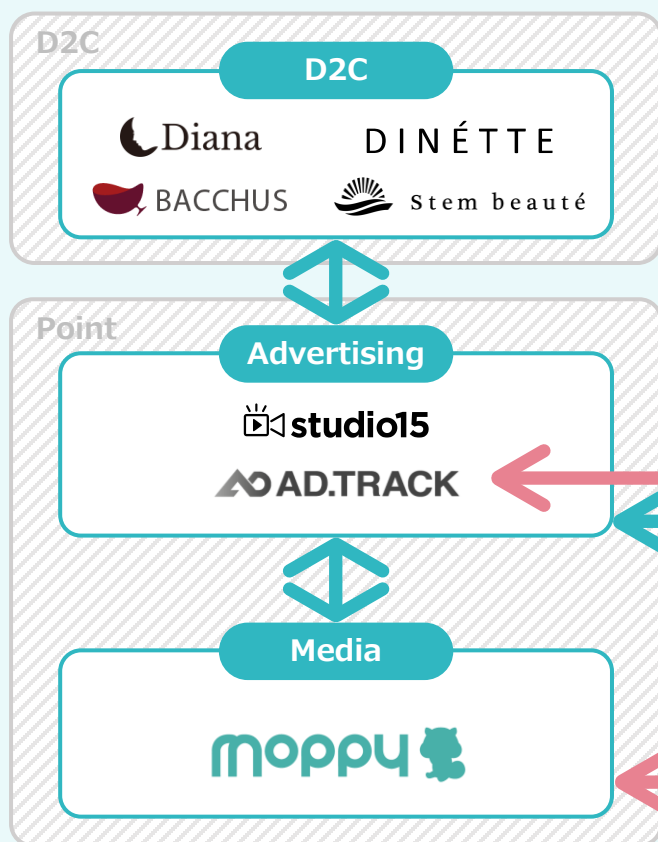 D2C
D2C
Diana
DINÉTTE
BACCHUS
Stem beauté
Point
Advertising
studio15
AD.TRACK
Media
moppy